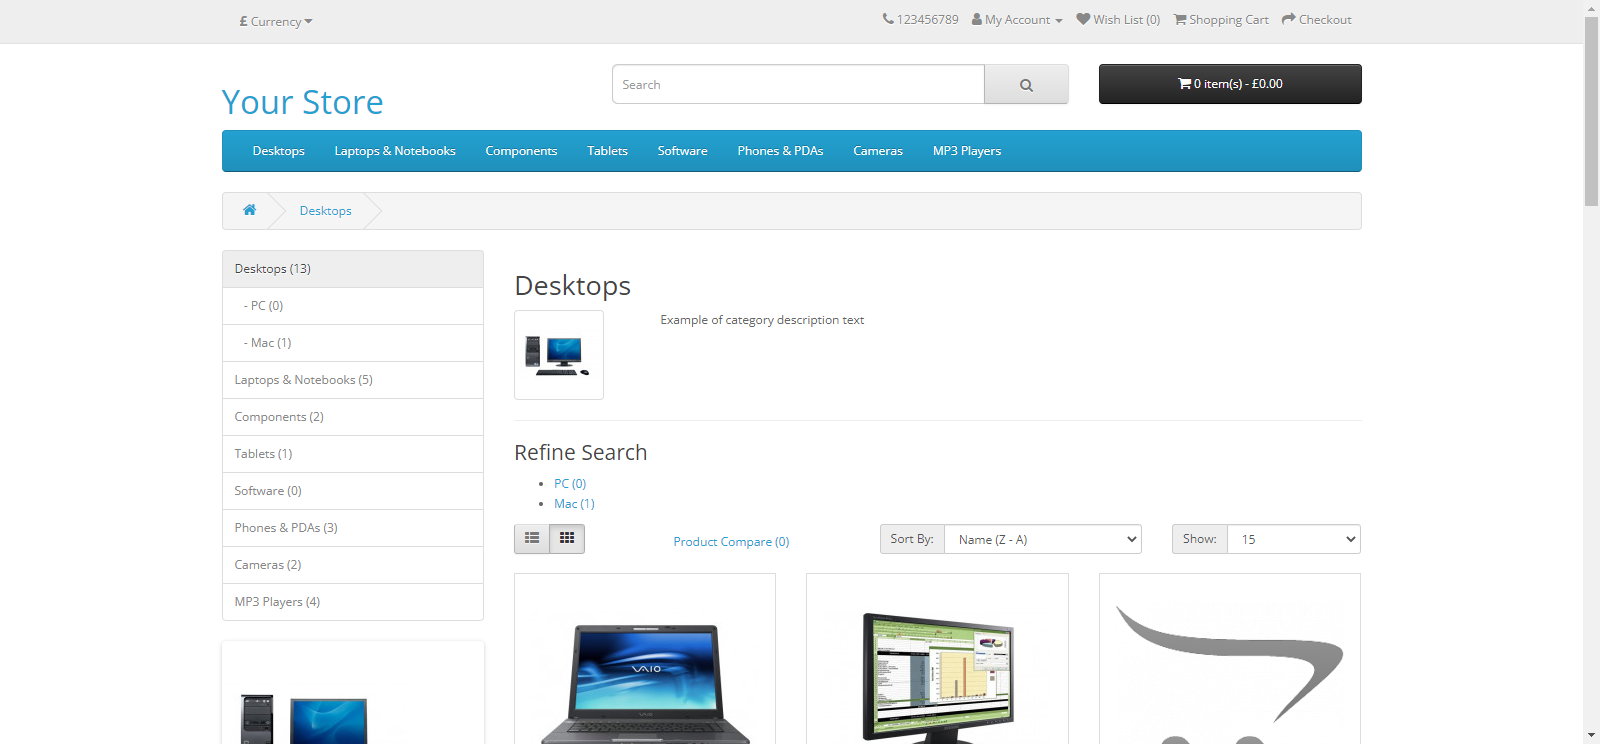 £ Currency
123456789 My Account Wish List (0) Shopping Cart Checkout
Your Store
Search
0 item(s) - £0.00
Desktops Laptops & Notebooks Components Tablets Software Phones & PDAs Cameras MP3 Players
Desktops
Desktops (13)
- PC (0)
- Mac (1)
Laptops & Notebooks (5)
Components (2)
Tablets (1)
Software (0)
Phones & PDAs (3)
Cameras (2)
MP3 Players (4)
Desktops
Example of category description text
Refine Search
PC (0)
Mac (1)
Product Compare (0)
Sort By: Name (Z - A)
Show: 15
VAIO
VAIO